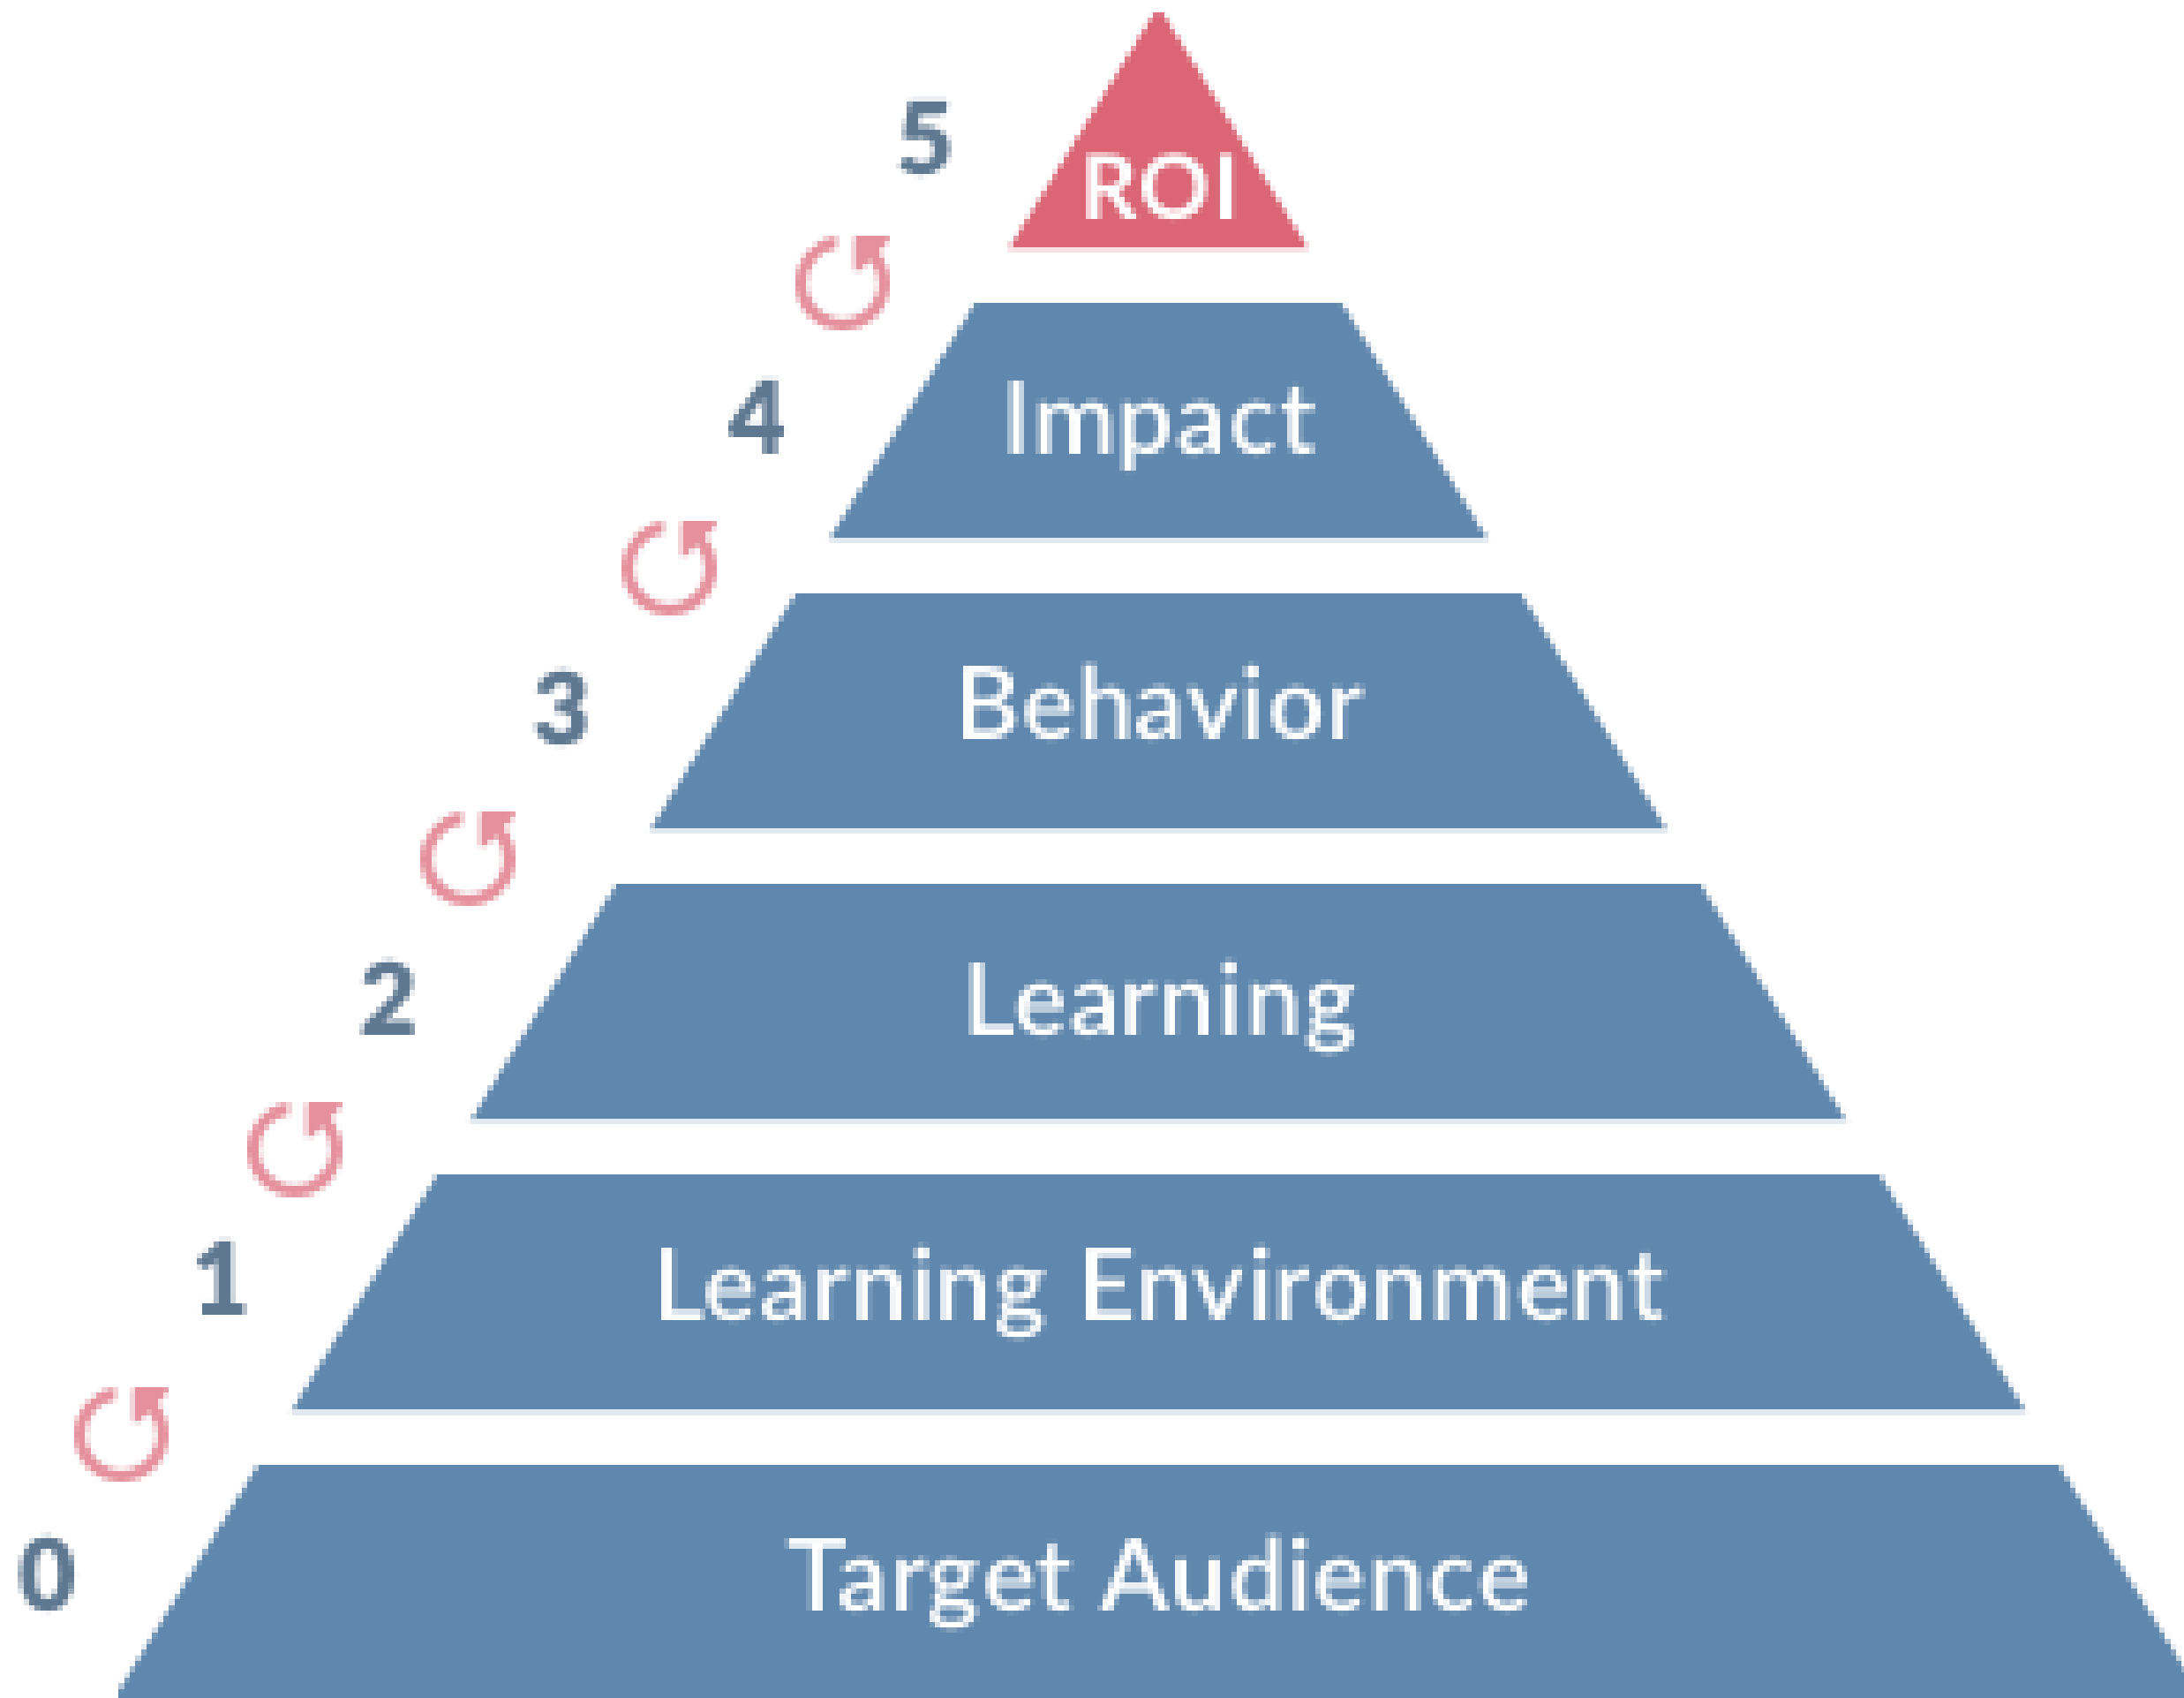 5
ROI
4
Impact
3
Behavior
2
Learning
1
Learning Environment
0
Target Audience